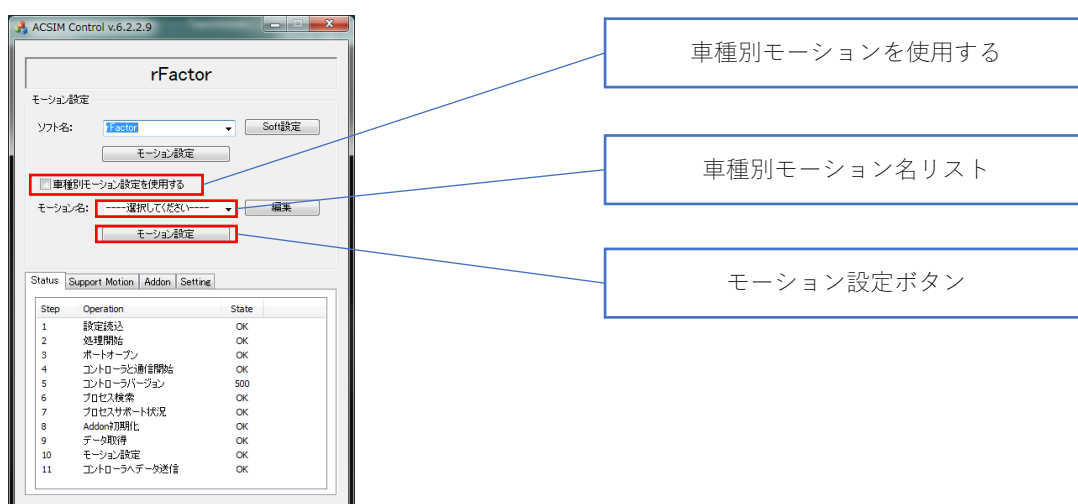 ACSIM Control v.6.2.2.9
rFactor
モーション設定
ソフト名: rFactor Soft設定
モーション設定
車種別モーション設定を使用する
モーション名: ----選択してください---- 編集
モーション設定
Status Support Motion Addon Setting
Step Operation State
1 設定読込 OK
2 処理開始 OK
3 ポートオープン OK
4 コントローラと通信開始 OK
5 コントローラバージョン 500
6 プロセス検索 OK
7 プロセスサポート状況 OK
8 Addon初期化 OK
9 データ取得 OK
10 モーション設定 OK
11 コントローラへデータ送信 OK
車種別モーションを使用する
車種別モーション名リスト
モーション設定ボタン